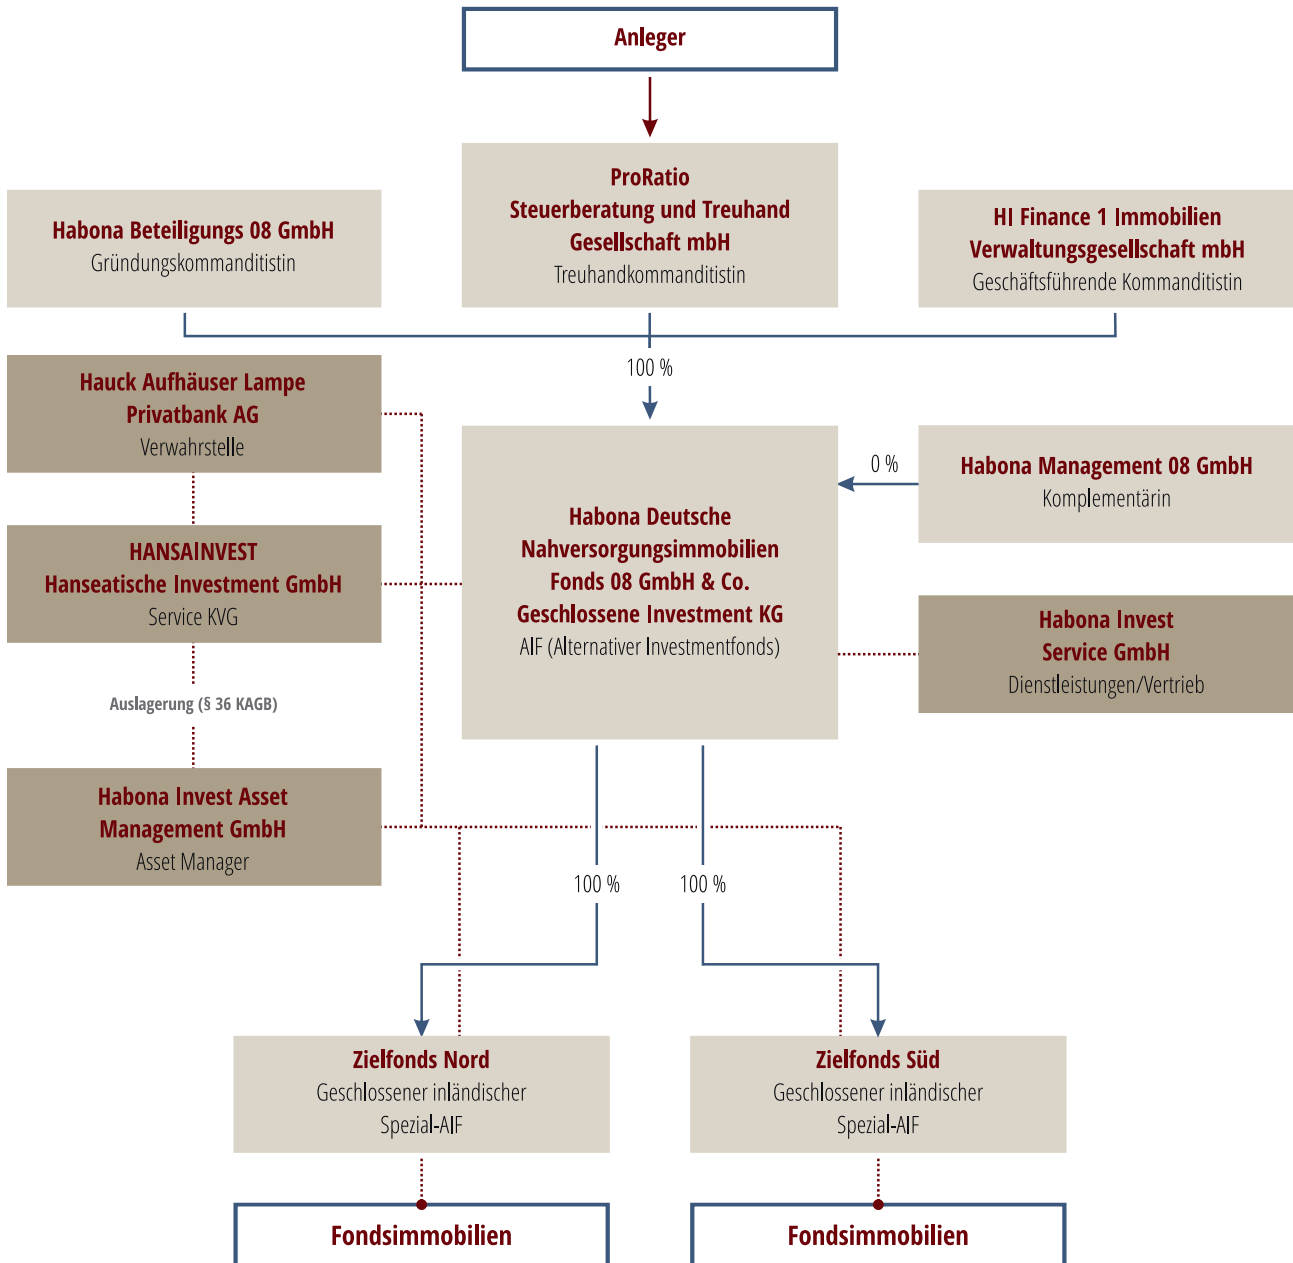 Anleger
ProRatio
Steuerberatung und Treuhand
Gesellschaft mbH
Treuhandkommanditistin
Habona Beteiligungs 08 GmbH
Gründungskommanditistin
HI Finance 1 Immobilien
Verwaltungsgesellschaft mbH
Geschäftsführende Kommanditistin
100 %
Hauck Aufhäuser Lampe
Privatbank AG
Verwahrstelle
HANSAINVEST
Hanseatische Investment GmbH
Service KVG
Auslagerung (§ 36 KAGB)
Habona Invest Asset
Management GmbH
Asset Manager
Habona Deutsche
Nahversorgungsimmobilien
Fonds 08 GmbH & Co.
Geschlossene Investment KG
AIF (Alternativer Investmentfonds)
0 %
Habona Management 08 GmbH
Komplementärin
Habona Invest
Service GmbH
Dienstleistungen/Vertrieb
100 %
100 %
Zielfonds Nord
Geschlossener inländischer
Spezial-AIF
Zielfonds Süd
Geschlossener inländischer
Spezial-AIF
Fondsimmobilien
Fondsimmobilien